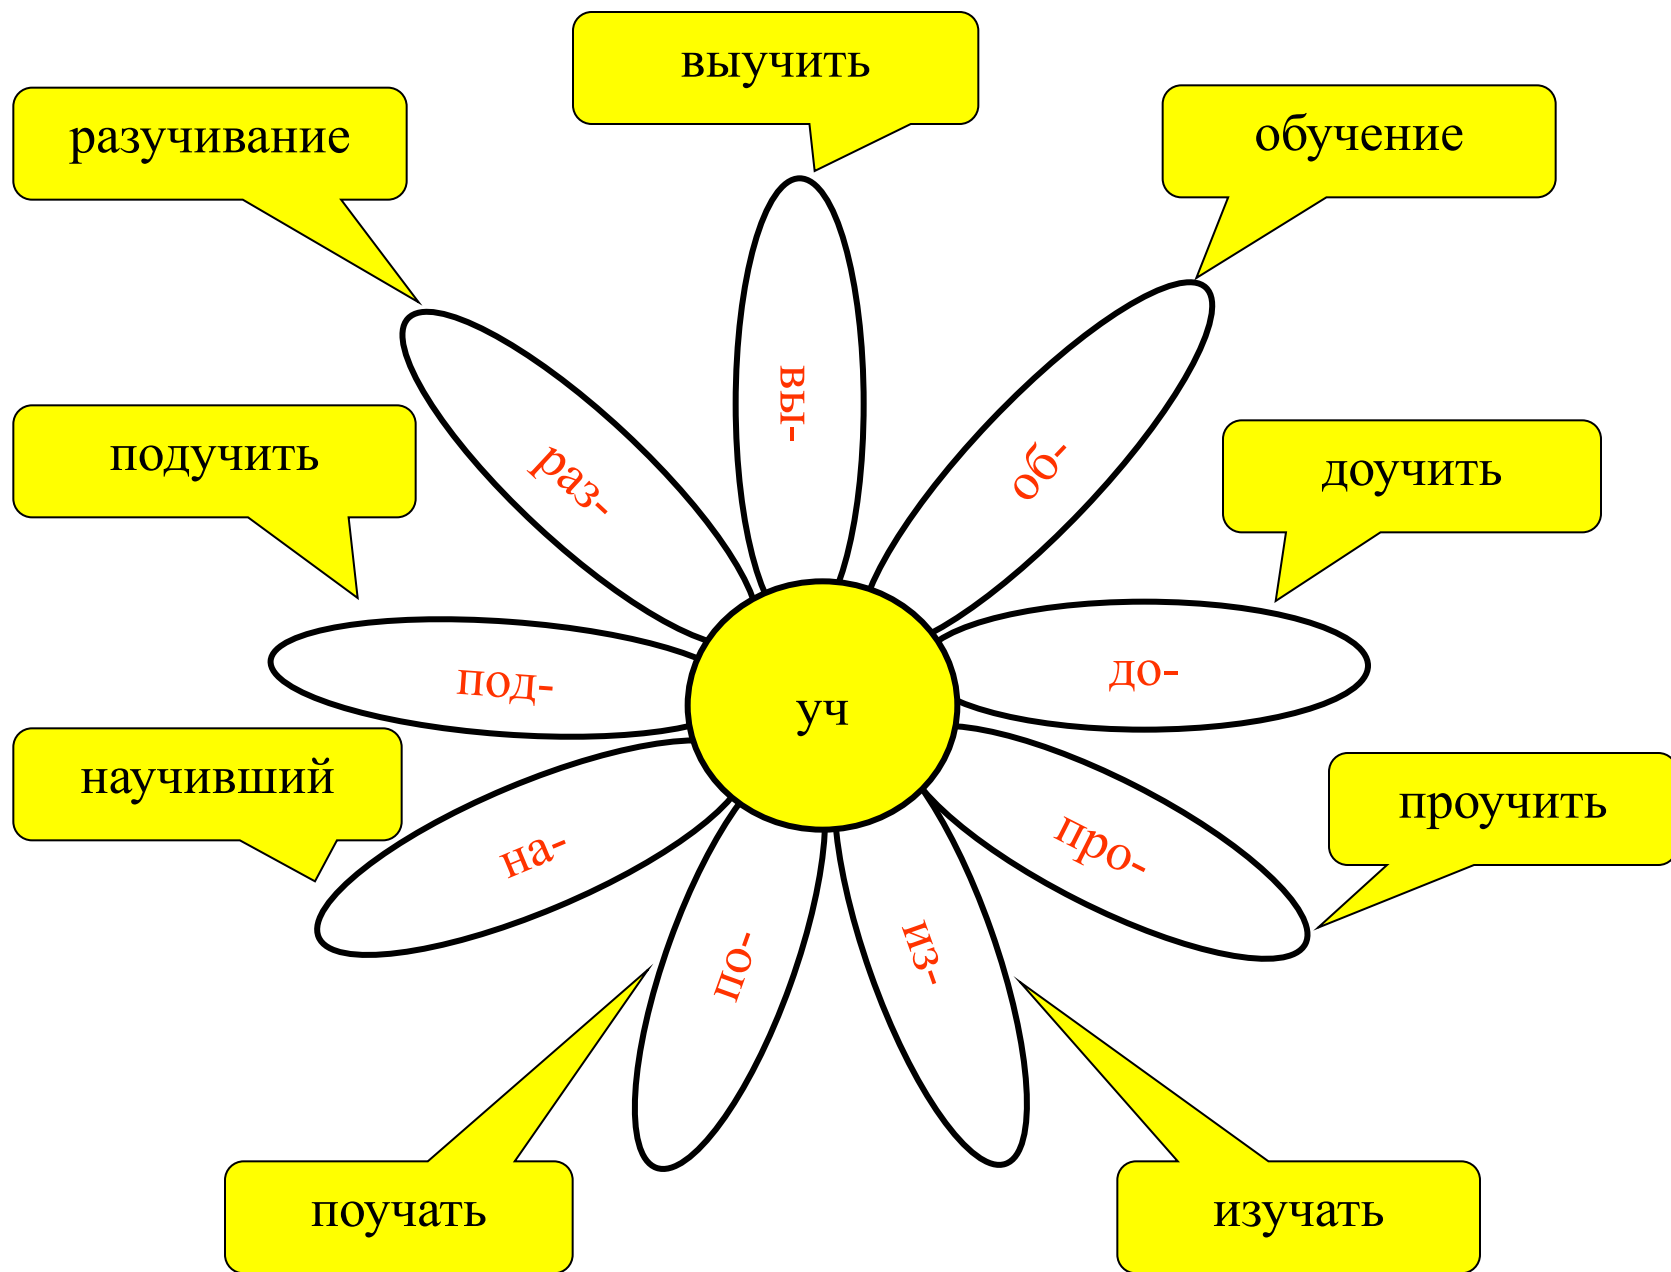 выучить
разучивание
обучение
вы-
раз-
об-
подучить
доучить
под-
уч
до-
научивший
проучить
на-
про-
по-
из-
поучать
изучать